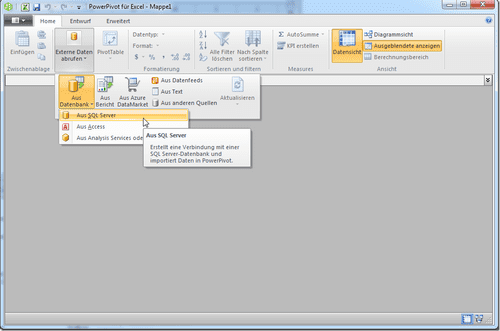 PowerPivot for Excel - Mappe1
Home Entwurf Erweitert
Einfügen
Externe Daten abrufen
PivotTable
Datentyp:
Format:
$ % ,
Alle Filter löschen
Nach Spalte sortieren
AutoSumme
KPI erstellen
Datensicht
Diagrammsicht
Ausgeblendete anzeigen
Berechnungsbereich
Zwischenablage
Formatierung
Sortieren und filtern
Measures
Ansicht
Aus Datenbank
Aus Bericht
Aus Azure DataMarket
Aus Datenfeeds
Aus Text
Aus anderen Quellen
Aktualisieren
Aus SQL Server
Aus Access
Aus Analysis Services ode
Aus SQL Server
Erstellt eine Verbindung mit einer
SQL Server-Datenbank und
importiert Daten in PowerPivot.